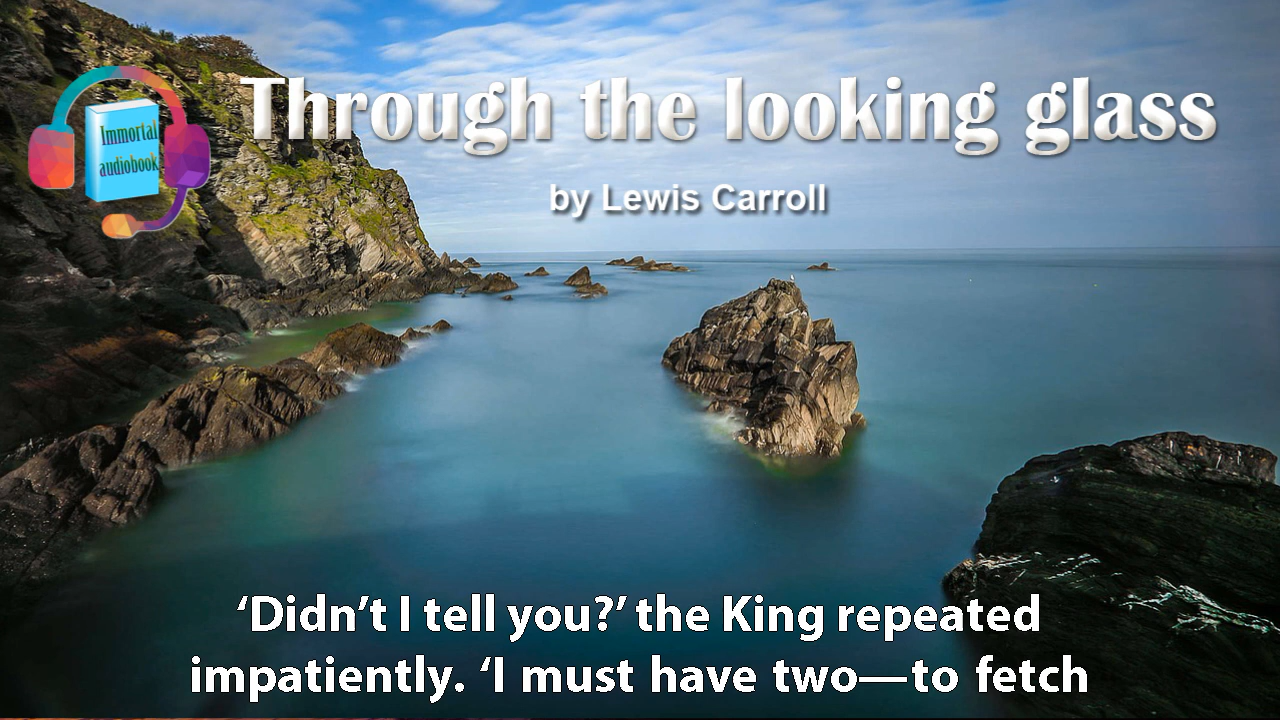 Through the looking glass
by Lewis Carroll
Immortal
audiobook
‘Didn’t I tell you?’ the King repeated
impatiently. ‘I must have two—to fetch